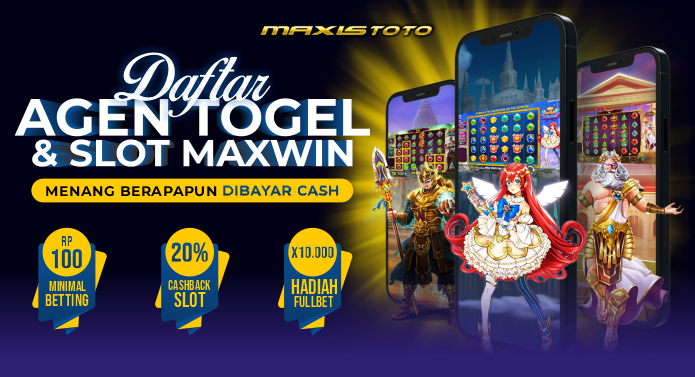 MAXISTOTO
Daftar
AGEN TOGEL
& SLOT MAXWIN
MENANG BERAPAPUN DIBAYAR CASH
RP
100
MINIMAL
BETTING
20%
CASHBACK
SLOT
X10.000
HADIAH
FULLBET